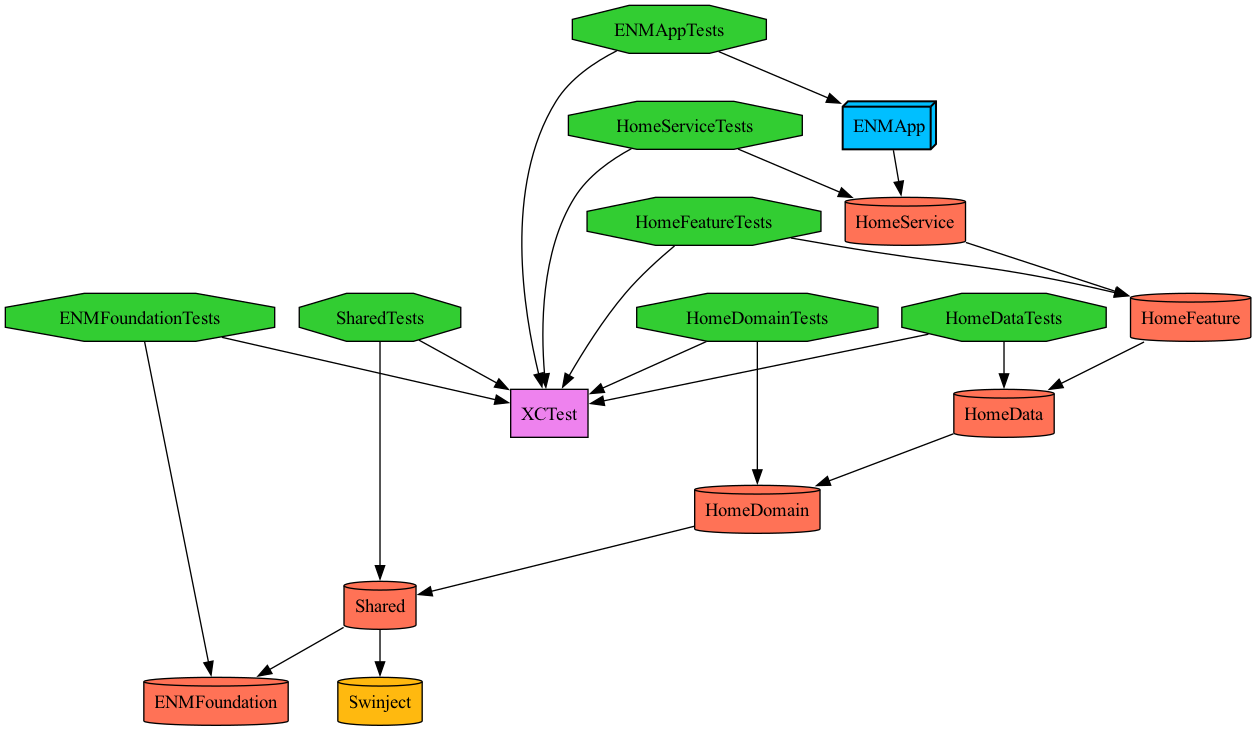 ENMAppTests
HomeServiceTests
ENMApp
HomeFeatureTests
HomeService
ENMFoundationTests
SharedTests
HomeDomainTests
HomeDataTests
HomeFeature
XCTest
HomeData
HomeDomain
Shared
ENMFoundation
Swinject